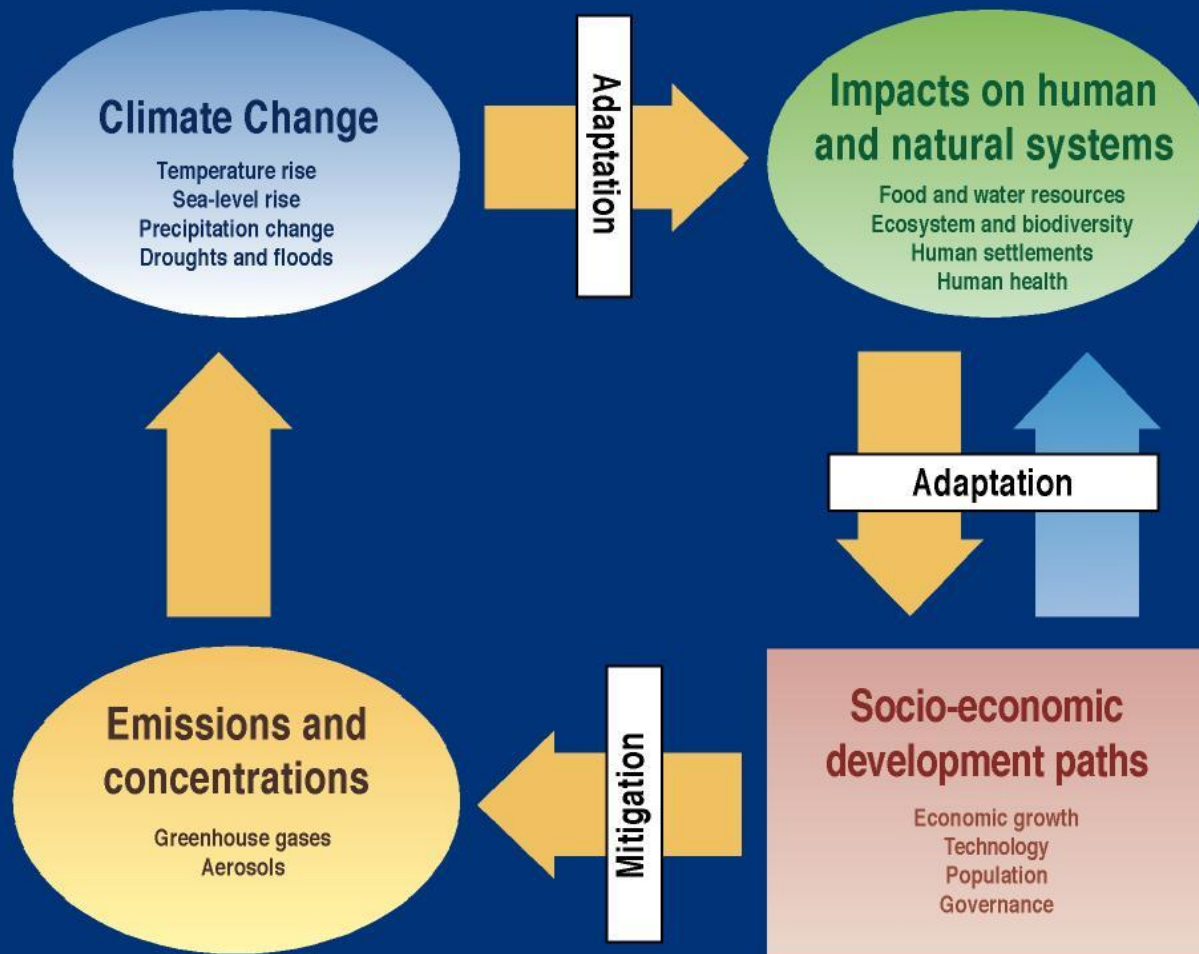 Climate Change
Temperature rise
Sea-level rise
Precipitation change
Droughts and floods
Adaptation
Impacts on human
and natural systems
Food and water resources
Ecosystem and biodiversity
Human settlements
Human health
Adaptation
Emissions and
concentrations
Greenhouse gases
Aerosols
Mitigation
Socio-economic
development paths
Economic growth
Technology
Population
Governance